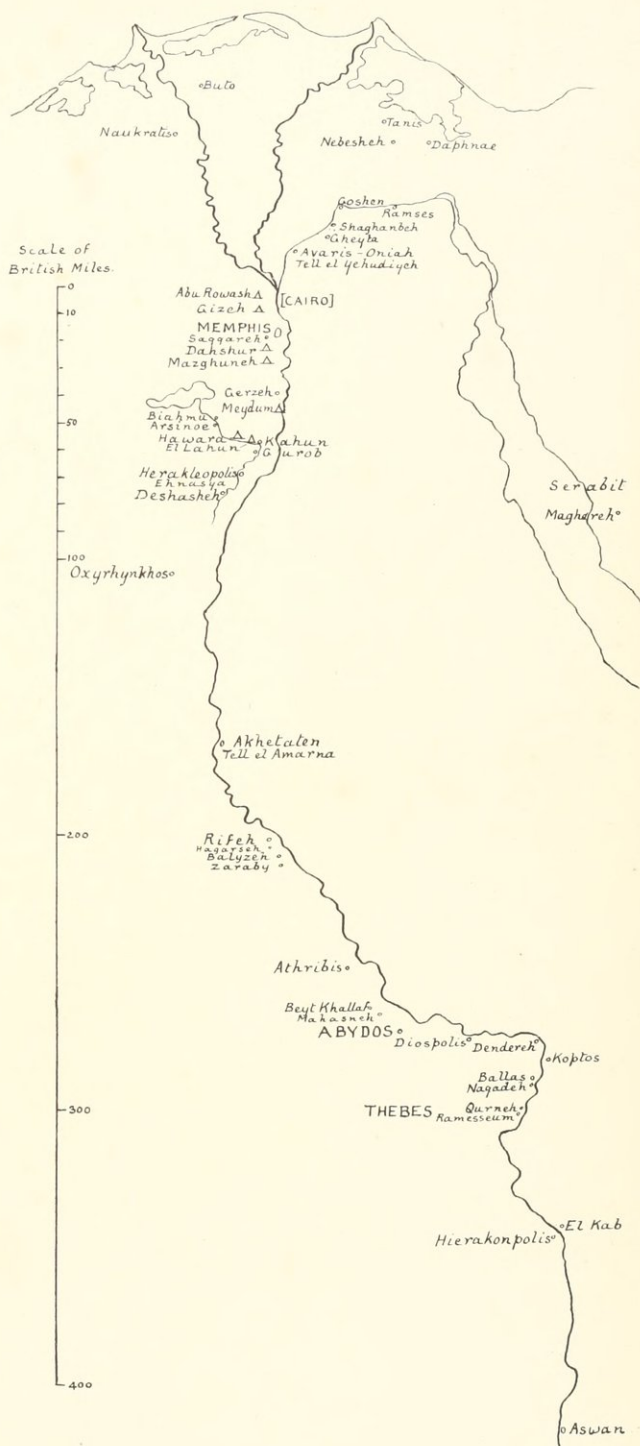 Buto
Naukratis
Tanis
Nebesheh
Daphnae
Goshen
Ramses
Shaghanbeh
Gheyta
Avaris-Oniah
Tell el Yehudiyeh
Scale of
British Miles.
0
10
50
100
200
300
400
Abu Rowash
[CAIRO]
Gizeh
MEMPHIS
Saqqareh
Dahshur
Mazghuneh
Gerzeh
Meydum
Biahmu
Arsinoe
Hawara
Kahun
El Lahun
Gurob
Herakleopolis
Ehnasya
Deshasheh
Serabit
Maghareh
Oxyrhynkhos
Akhetaten
Tell el Amarna
Rifeh
Hagarseh
Balyzeh
Zaraby
Athribis
Beyt Khallaf
Mahasneh
ABYDOS
Diospolis
Dendereh
Koptos
Ballas
Naqadeh
THEBES
Qurneh
Ramesseum
El Kab
Hierakonpolis
Aswan